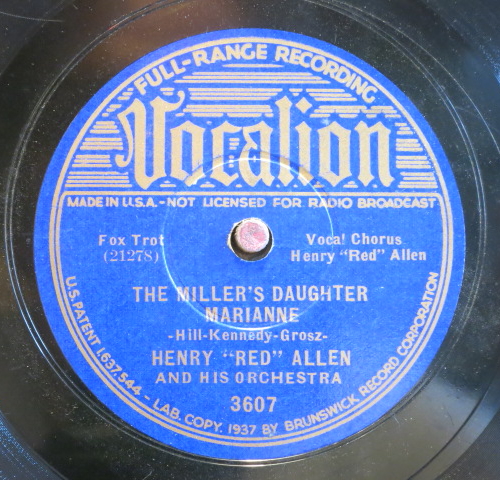 FULL-RANGE RECORDING
Vocalion
MADE IN U.S.A.-NOT LICENSED FOR RADIO BROADCAST
Fox Trot
(21278)
Vocal Chorus
Henry "Red" Allen
THE MILLER'S DAUGHTER
MARIANNE
-Hill-Kennedy-Grosz-
HENRY "RED" ALLEN
AND HIS ORCHESTRA
3607
U.S. PATENT 1,637,544 - LAB. COPY. 1937 BY BRUNSWICK RECORD CORPORATION